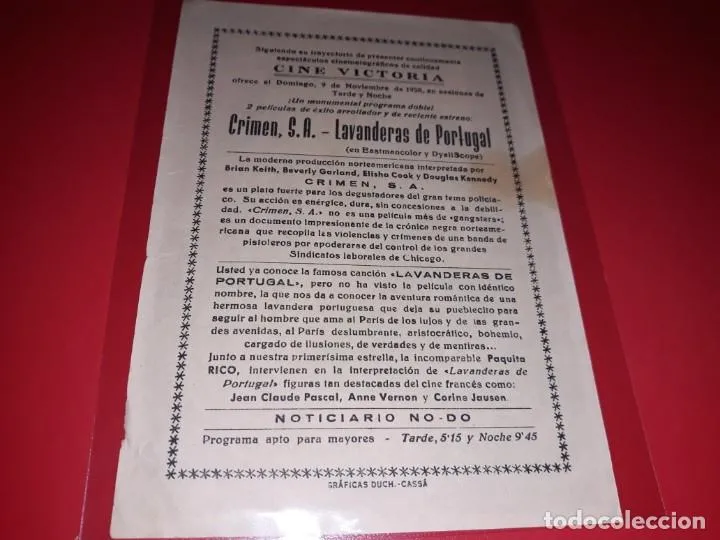 Siguiendo su trayectoria de presentar continuamente
espectáculos cinematográficos de calidad
CINE VICTORIA
ofrece el Domingo, 9 de Noviembre de 1958, en sesiones de
Tarde y Noche
¡Un monumental programa doble!
2 películas de éxito arrollador y de reciente estreno:
Crimen, S.A. - Lavanderas de Portugal
(en Eastmancolor y DyaliScope)
La moderna producción norteamericana interpretada por
Brian Keith, Beverly Garland, Elisha Cook y Douglas Kennedy
CRIMEN, S. A.
es un plato fuerte para los degustadores del gran tema policia-
co. Su acción es enérgica, dura, sin concesiones a la debili-
dad. «Crimen, S. A.» no es una película más de «gangsters»;
es un documento impresionante de la crónica negra norteame-
ricana que recopila las violencias y crímenes de una banda de
pistoleros por apoderarse del control de los grandes
Sindicatos laborales de Chicago.
Usted ya conoce la famosa canción «LAVANDERAS DE
PORTUGAL», pero no ha visto la película con idéntico
nombre, la que nos da a conocer la aventura romántica de una
hermosa lavandera portuguesa que deja su pueblecito para
seguir al hombre que ama al París de los lujos y de las gran-
des avenidas, al París deslumbrante, aristocrático, bohemio,
cargado de ilusiones, de verdades y de mentiras...
Junto a nuestra primerísima estrella, la incomparable Paquita
RICO, intervienen en la interpretación de «Lavanderas de
Portugal» figuras tan destacadas del cine francés como:
Jean Claude Pascal, Anne Vernon y Corine Jausen.
NOTICIARIO NO-DO
Programa apto para mayores - Tarde, 5'15 y Noche 9'45
GRÁFICAS DUCH.-CASSÁ
todocoleccion